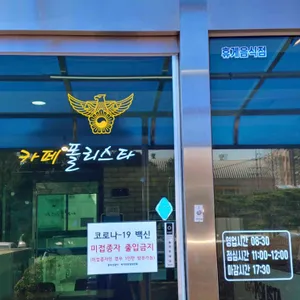 휴게음식점
카페 폴리스타
코로나-19 백신
미접종자 출입금지
영업시간 08:30
점심시간 11:00-12:00
마감시간 17:30